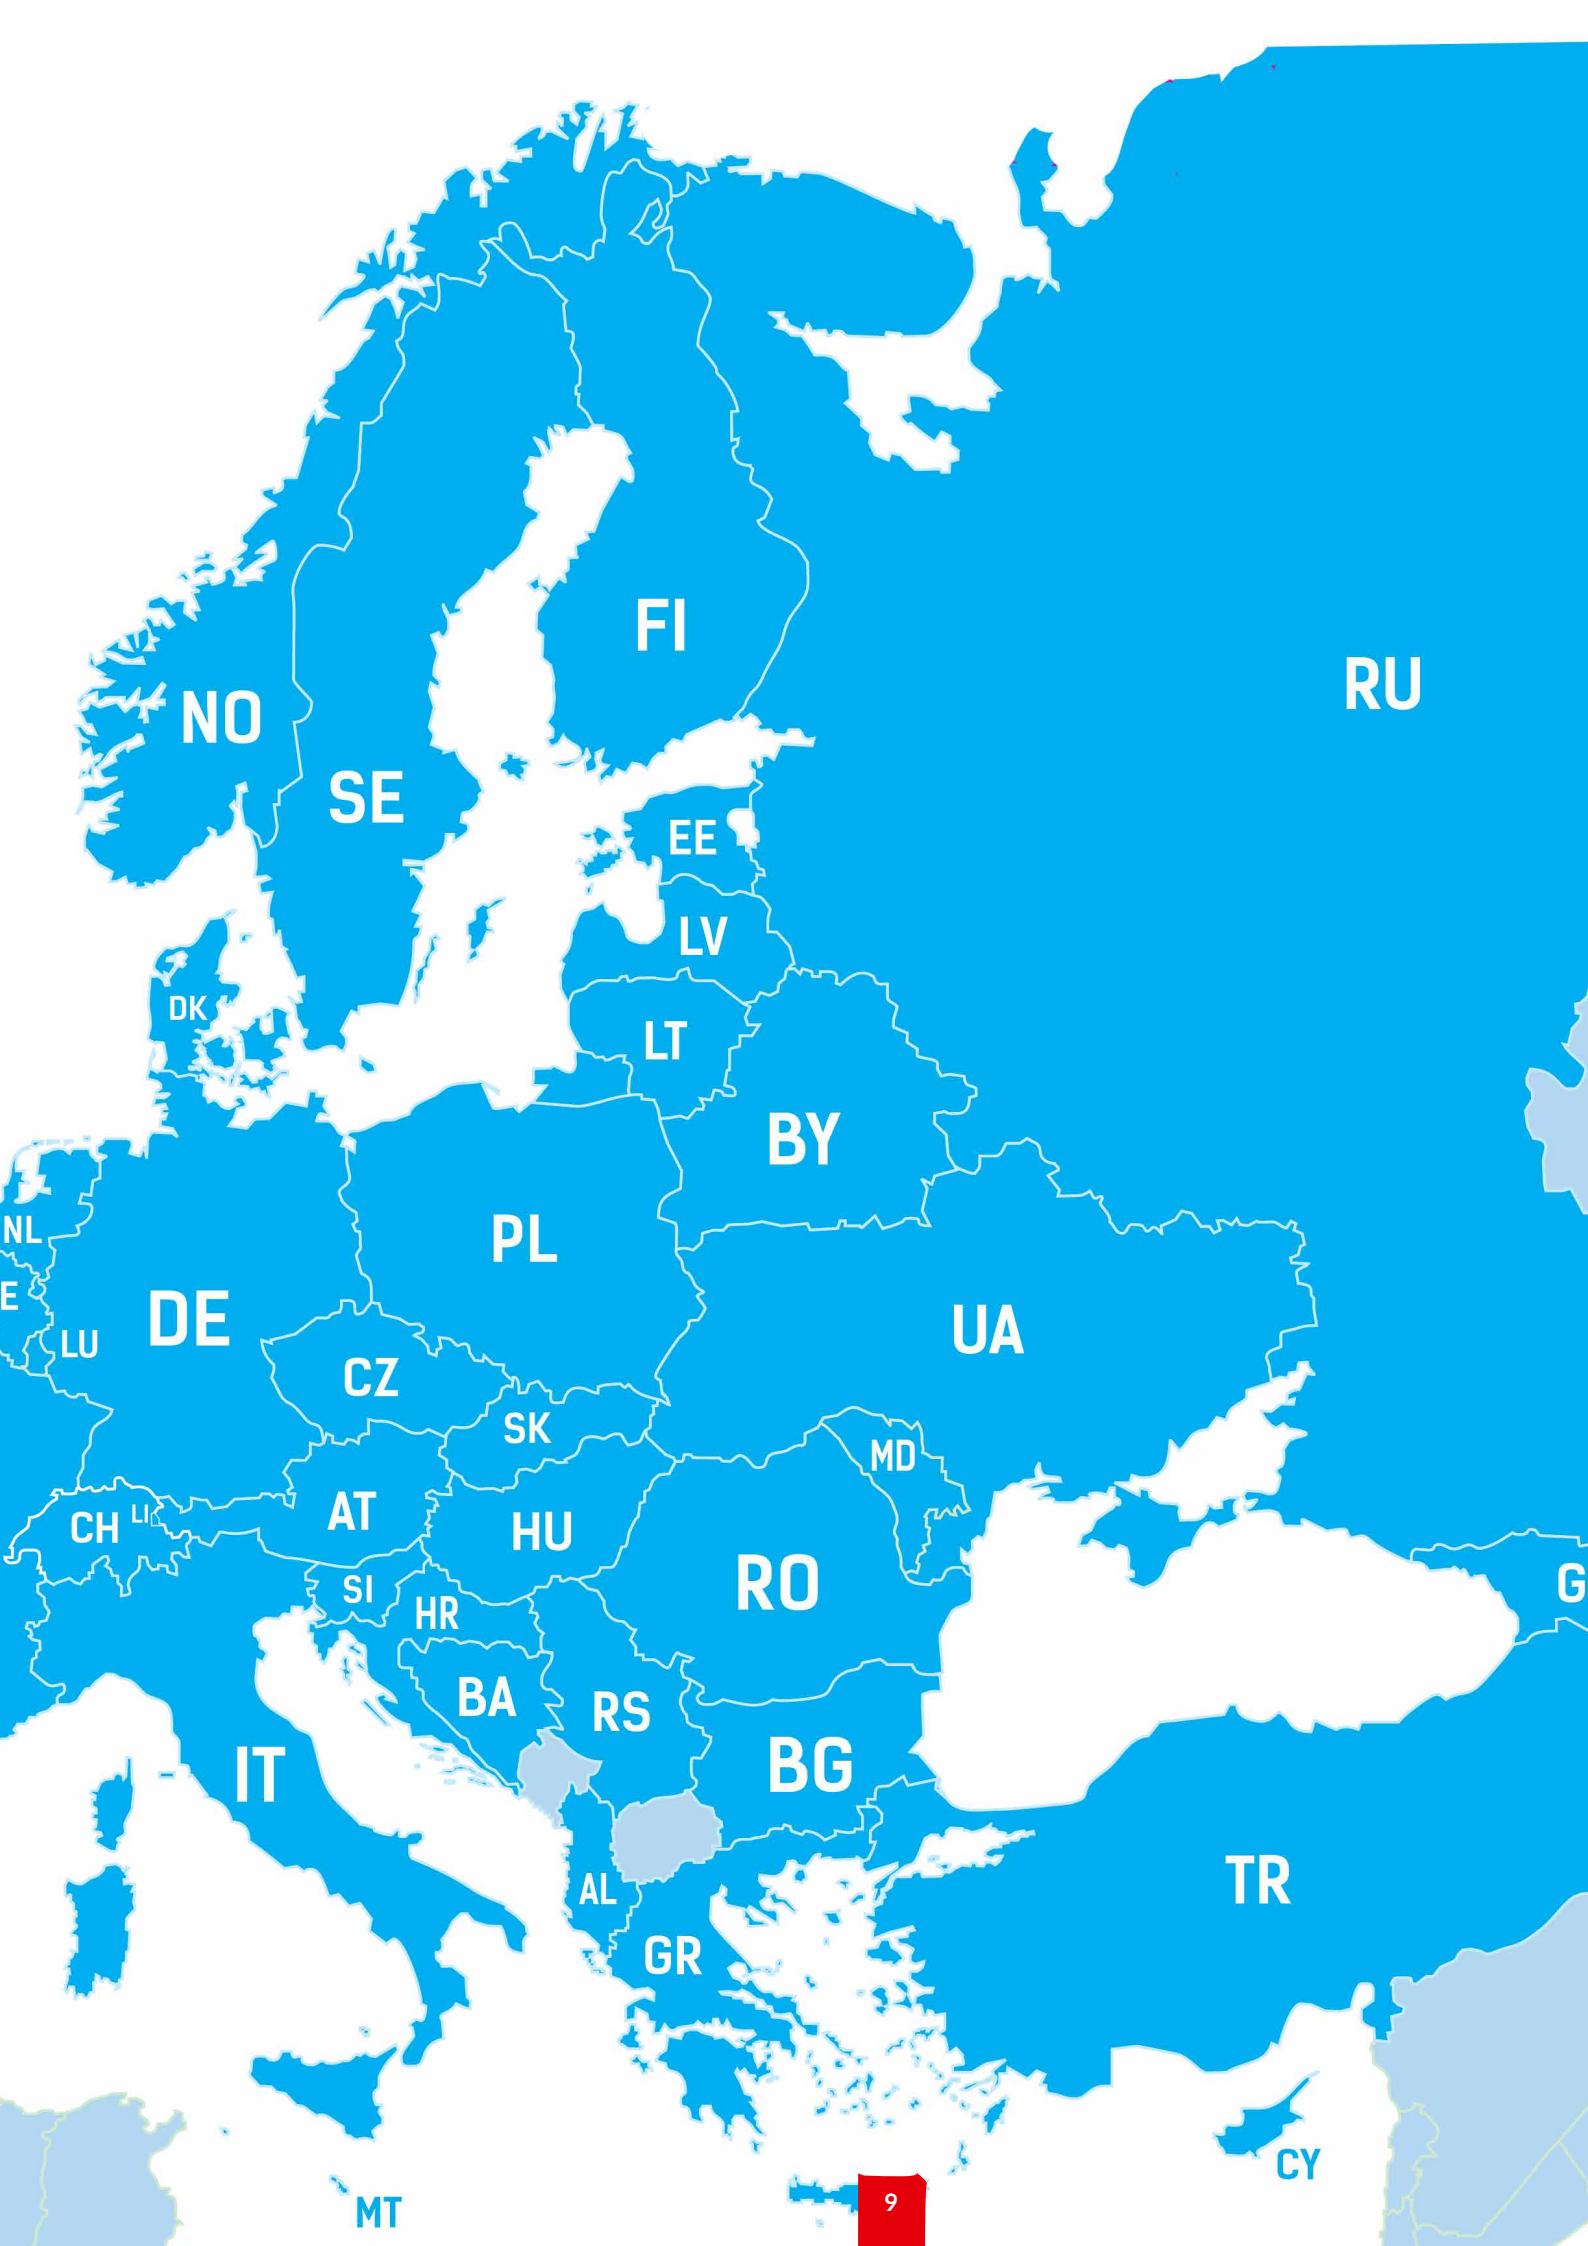 FI
RU
NO
SE
EE
LV
DK
LT
BY
PL
NL
E
DE
UA
LU
CZ
SK
MD
AT
CH
LI
HU
RO
G
SI
HR
BA
RS
BG
IT
TR
AL
GR
CY
9
MT